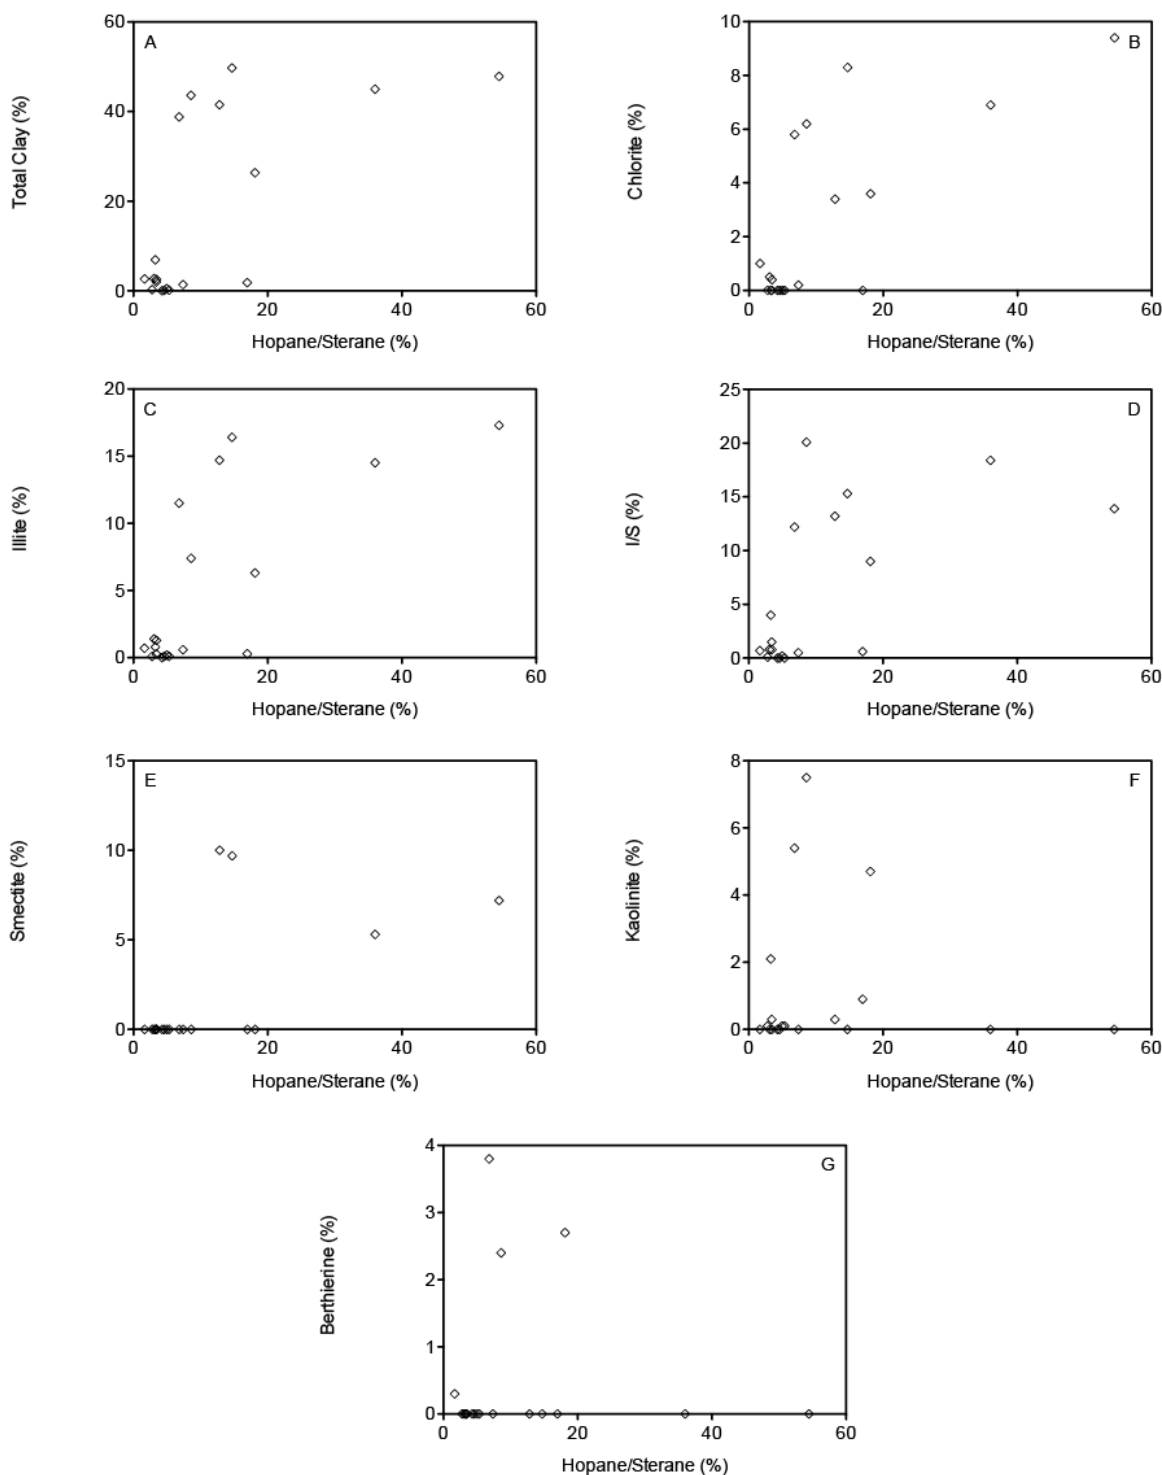 60
A
40
20
0
0 20 40 60
Total Clay (%)
Hopane/Sterane (%)
10
B
8
6
4
2
0
0 20 40 60
Chlorite (%)
Hopane/Sterane (%)
20
C
15
10
5
0
0 20 40 60
Illite (%)
Hopane/Sterane (%)
25
D
20
15
10
5
0
0 20 40 60
I/S (%)
Hopane/Sterane (%)
15
E
10
5
0
0 20 40 60
Smectite (%)
Hopane/Sterane (%)
8
F
6
4
2
0
0 20 40 60
Kaolinite (%)
Hopane/Sterane (%)
4
G
3
2
1
0
0 20 40 60
Berthierine (%)
Hopane/Sterane (%)